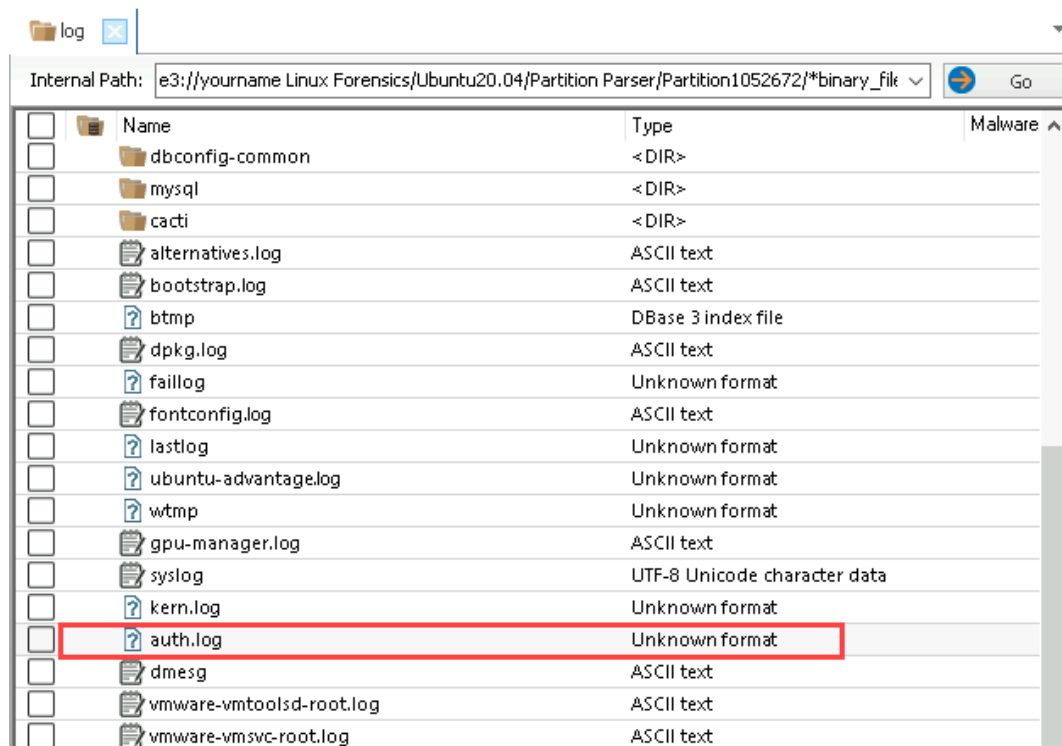 log
Internal Path: e3://yourname Linux Forensics/Ubuntu20.04/Partition Parser/Partition1052672/*binary_file Go
Name Type Malware
dbconfig-common <DIR>
mysql <DIR>
cacti <DIR>
alternatives.log ASCII text
bootstrap.log ASCII text
btmp DBase 3 index file
dpkg.log ASCII text
faillog Unknown format
fontconfig.log ASCII text
lastlog Unknown format
ubuntu-advantage.log Unknown format
wtmp Unknown format
gpu-manager.log ASCII text
syslog UTF-8 Unicode character data
kern.log Unknown format
auth.log Unknown format
dmesg ASCII text
vmware-vmtoolsd-root.log ASCII text
vmware-vmsvc-root.log ASCII text